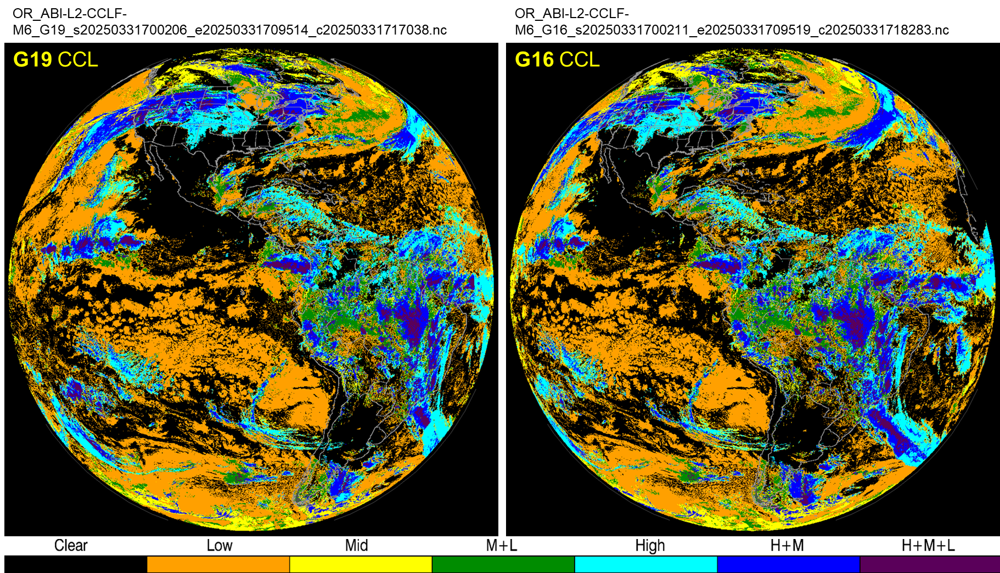 OR_ABI-L2-CCLF-
M6_G19_s20250331700206_e20250331709514_c20250331717038.nc
OR_ABI-L2-CCLF-
M6_G16_s20250331700211_e20250331709519_c20250331718283.nc
G19 CCL
G16 CCL
Clear Low Mid M+L High H+M H+M+L